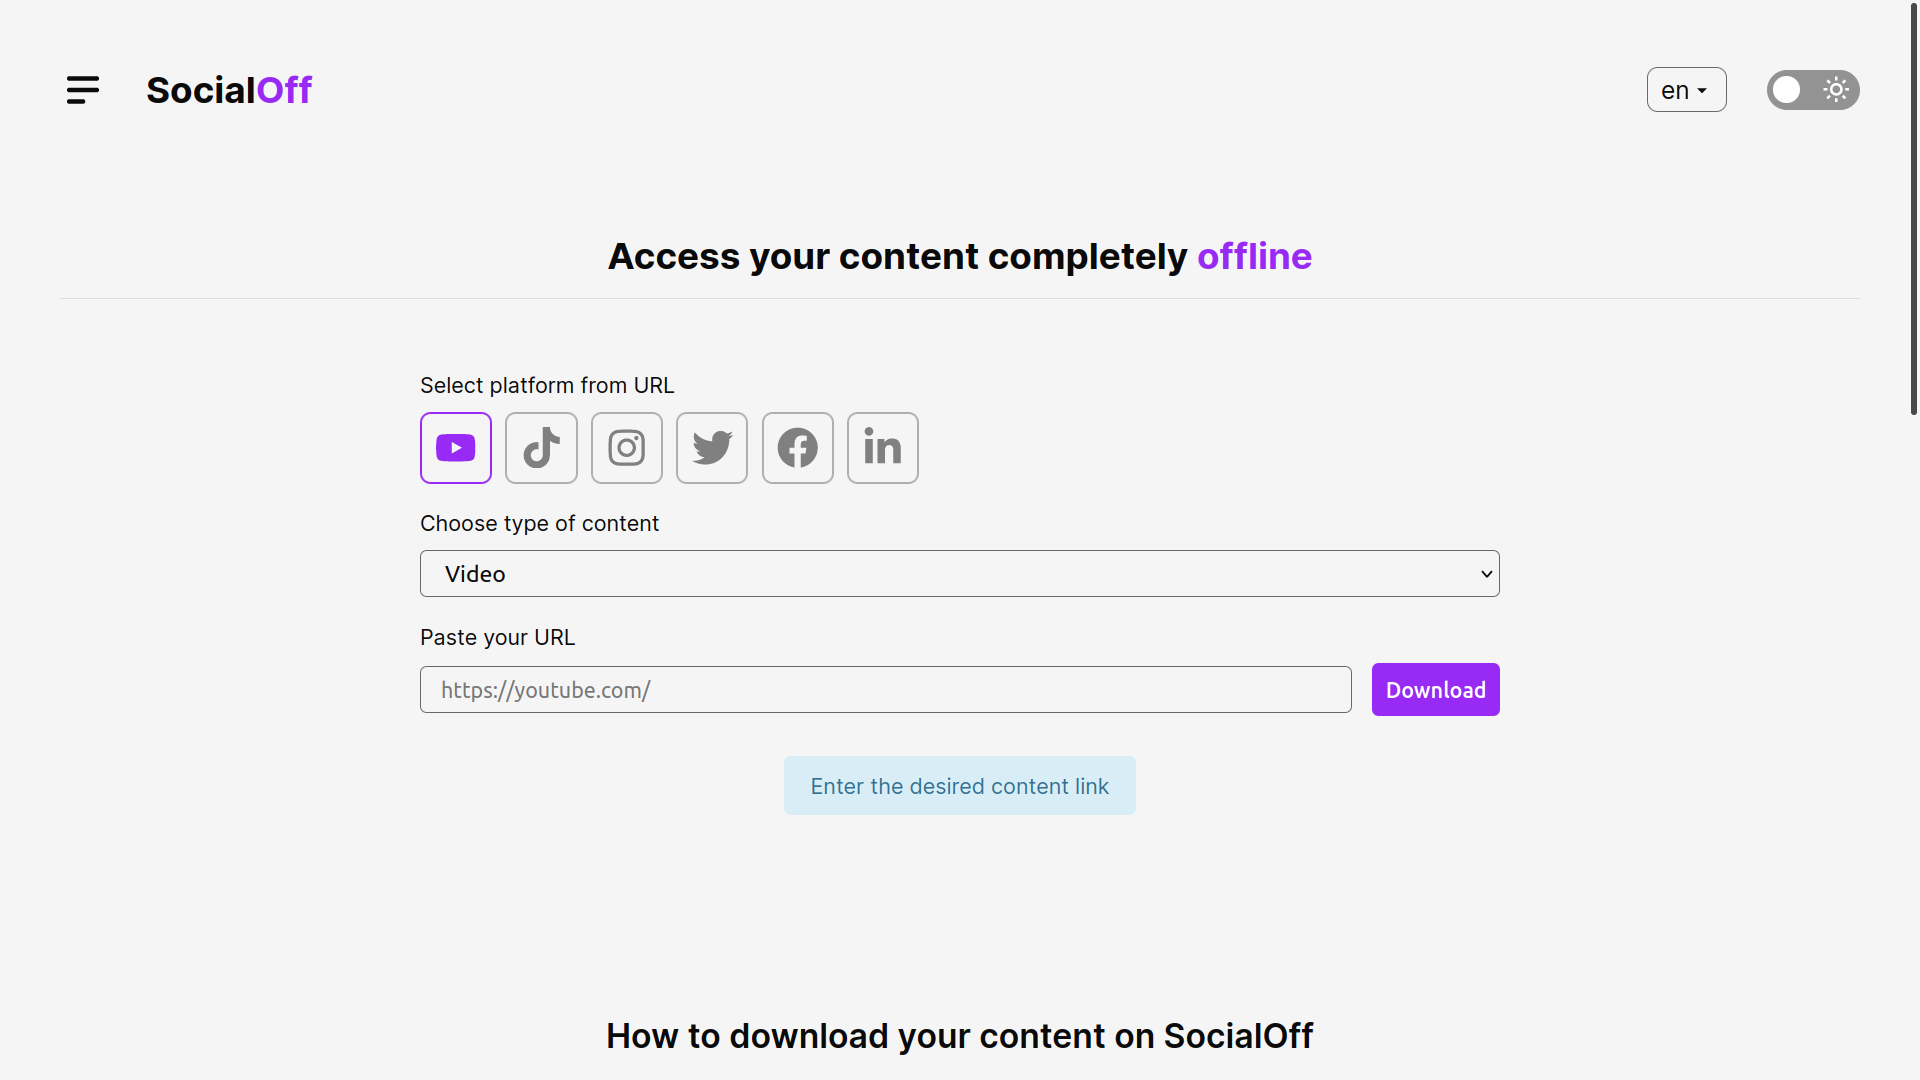 SocialOff
en
Access your content completely offline
Select platform from URL
Choose type of content
Video
Paste your URL
https://youtube.com/
Download
Enter the desired content link
How to download your content on SocialOff